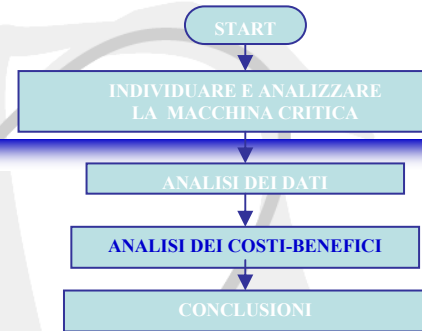 START
INDIVIDUARE E ANALIZZARE
LA MACCHINA CRITICA
ANALISI DEI DATI
ANALISI DEI COSTI-BENEFICI
CONCLUSIONI